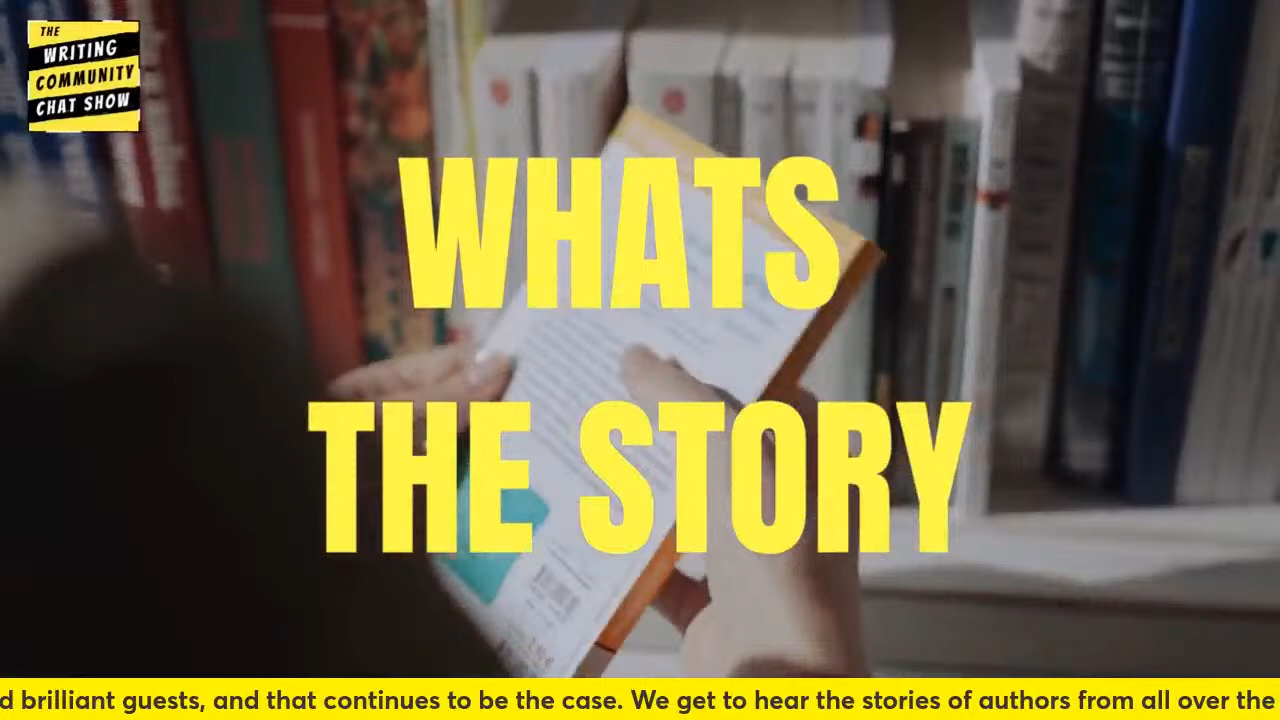 THE
WRITING
COMMUNITY
CHAT SHOW
WHATS
THE STORY
d brilliant guests, and that continues to be the case. We get to hear the stories of authors from all over the